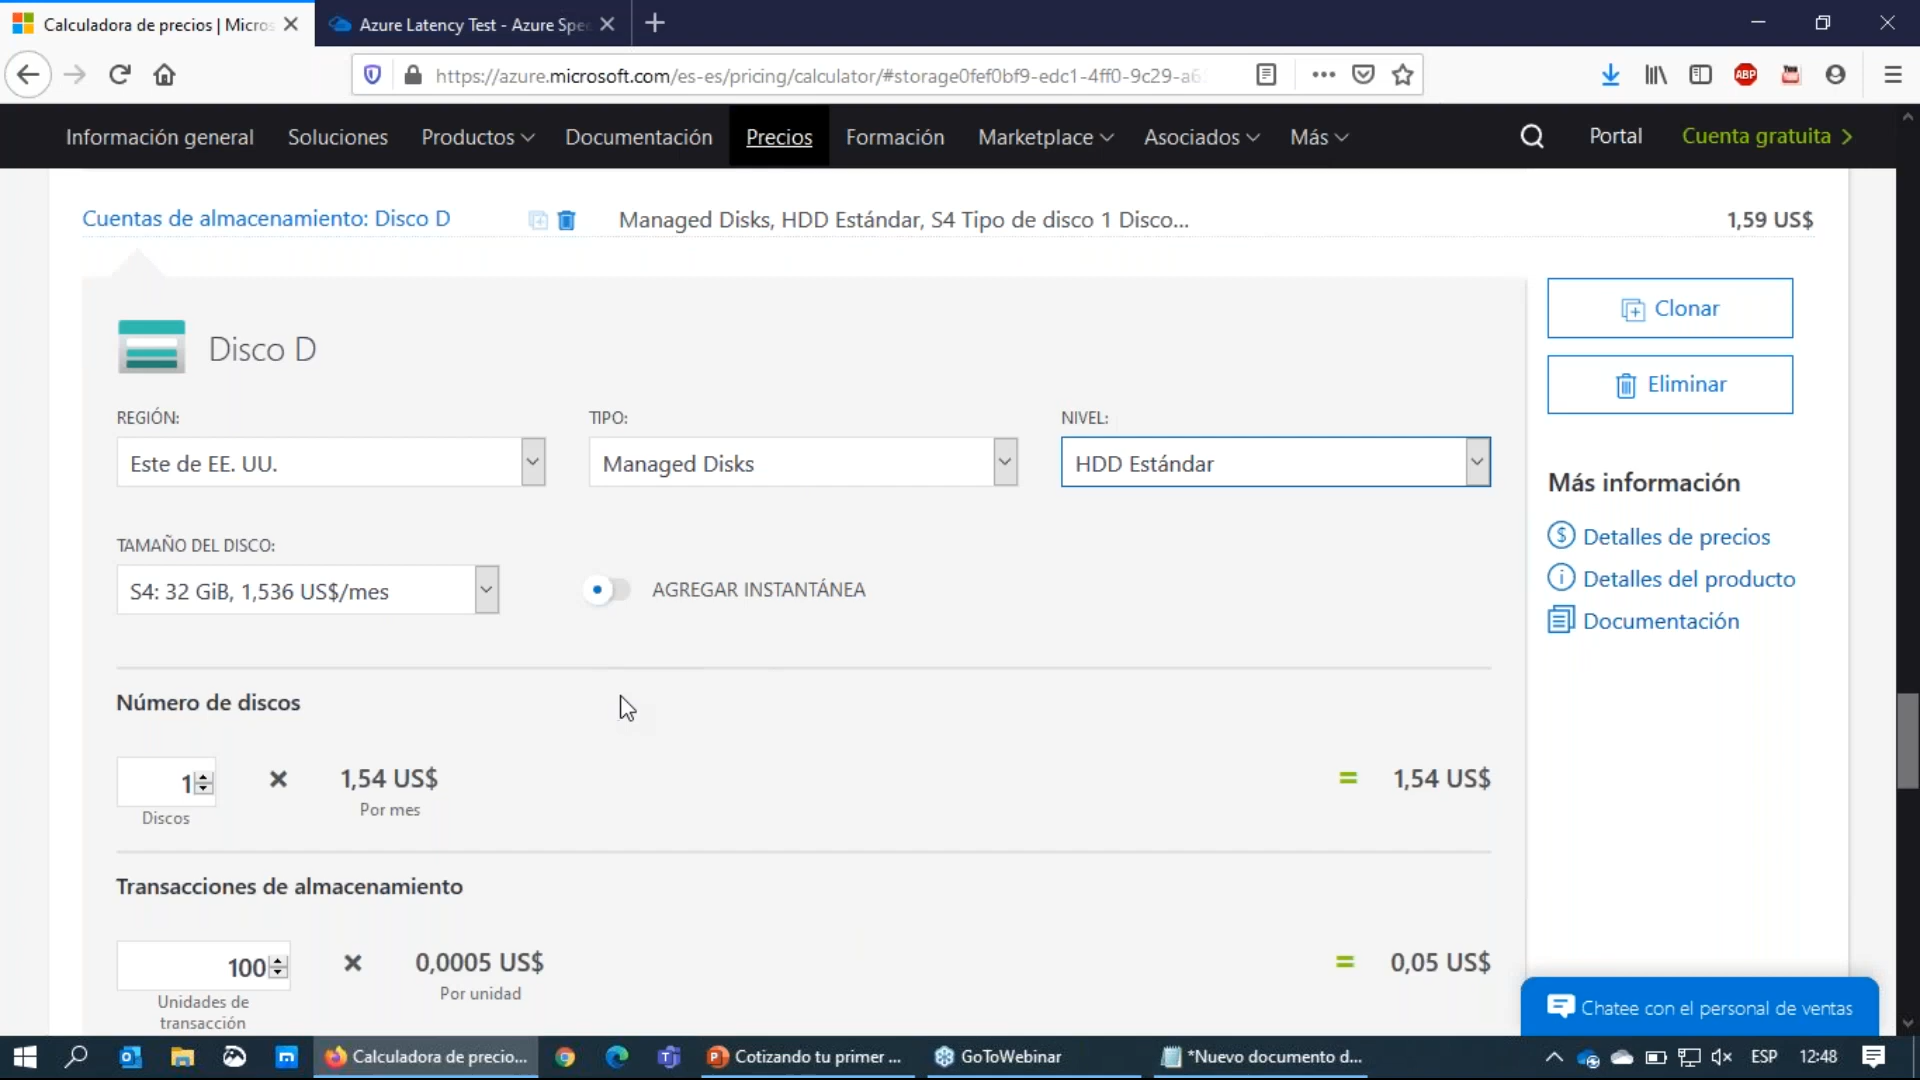 Calculadora de precios | Micros
Azure Latency Test - Azure Spe
https://azure.microsoft.com/es-es/pricing/calculator/#storage0fef0bf9-edc1-4ff0-9c29-a6
ABP
Información general
Soluciones
Productos
Documentación
Precios
Formación
Marketplace
Asociados
Más
Portal
Cuenta gratuita
Cuentas de almacenamiento: Disco D
Managed Disks, HDD Estándar, S4 Tipo de disco 1 Disco...
1,59 US$
Disco D
Clonar
Eliminar
REGIÓN:
TIPO:
NIVEL:
Este de EE. UU.
Managed Disks
HDD Estándar
Más información
Detalles de precios
Detalles del producto
Documentación
TAMAÑO DEL DISCO:
S4: 32 GiB, 1,536 US$/mes
AGREGAR INSTANTÁNEA
Número de discos
1
×
1,54 US$
=
1,54 US$
Discos
Por mes
Transacciones de almacenamiento
100
×
0,0005 US$
=
0,05 US$
Unidades de
transacción
Por unidad
Chatee con el personal de ventas
Calculadora de precio...
Cotizando tu primer ...
GoToWebinar
*Nuevo documento d...
ESP
12:48